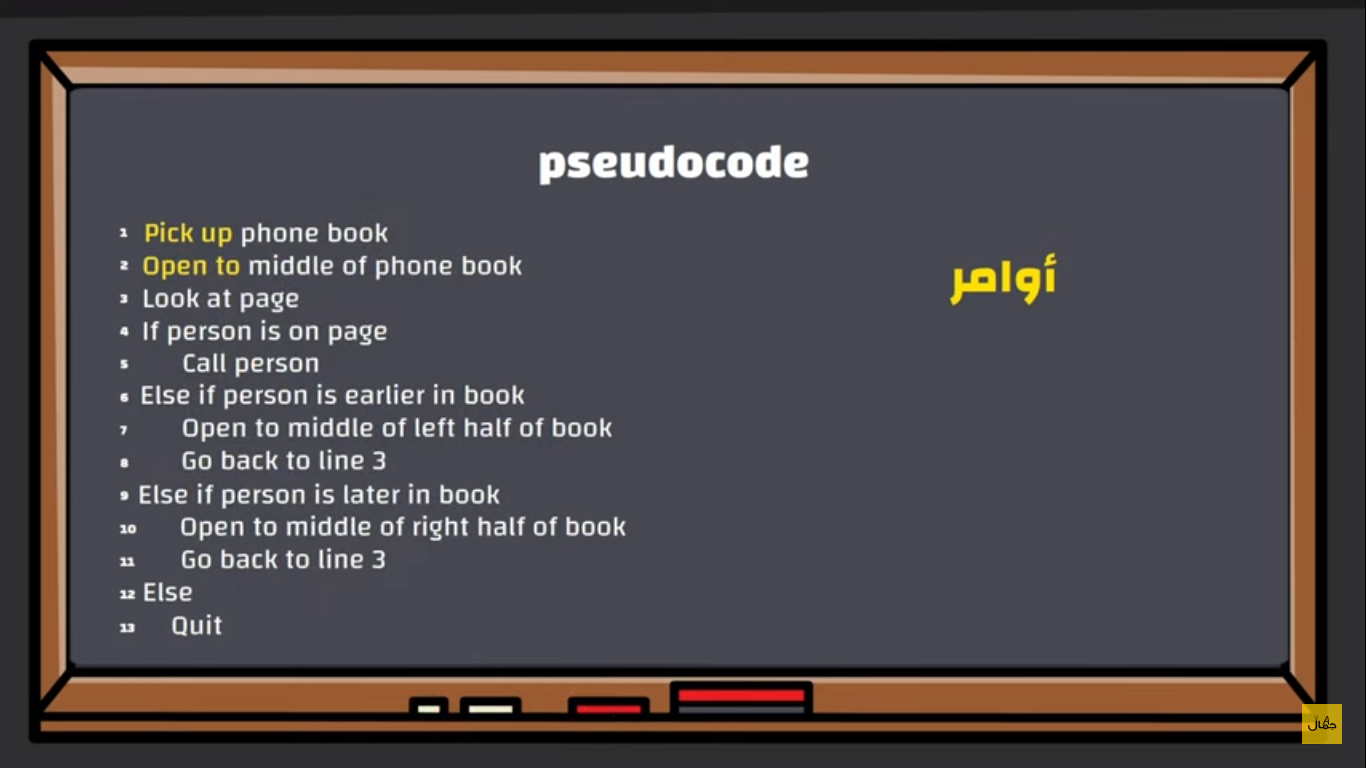 pseudocode
1 Pick up phone book
2 Open to middle of phone book
3 Look at page
4 If person is on page
5 Call person
6 Else if person is earlier in book
7 Open to middle of left half of book
8 Go back to line 3
9 Else if person is later in book
10 Open to middle of right half of book
11 Go back to line 3
12 Else
13 Quit
أوامر